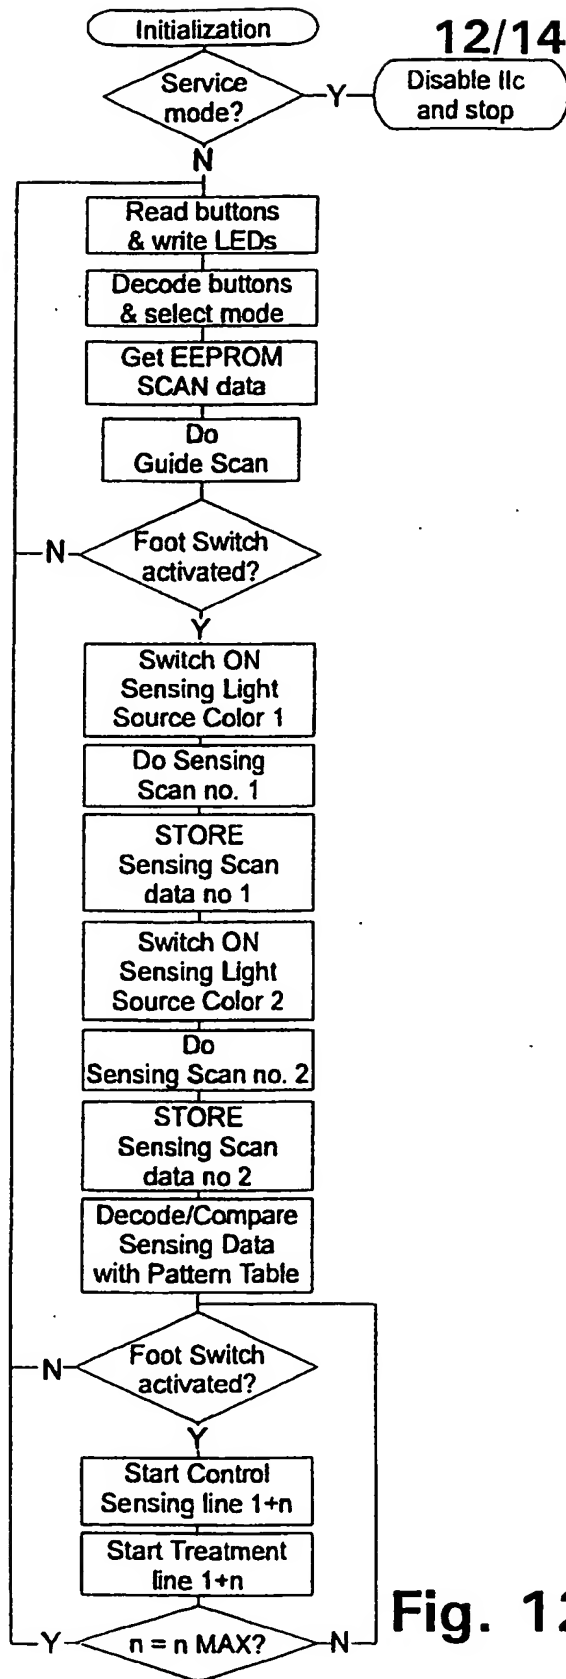 Initialization
12/14
Service
mode?
Y
Disable IIc
and stop
N
Read buttons
& write LEDs
Decode buttons
& select mode
Get EEPROM
SCAN data
Do
Guide Scan
N
Foot Switch
activated?
Y
Switch ON
Sensing Light
Source Color 1
Do Sensing
Scan no. 1
STORE
Sensing Scan
data no 1
Switch ON
Sensing Light
Source Color 2
Do
Sensing Scan no. 2
STORE
Sensing Scan
data no 2
Decode/Compare
Sensing Data
with Pattern Table
N
Foot Switch
activated?
Y
Start Control
Sensing line 1+n
Start Treatment
line 1+n
Y
n = n MAX?
N
Fig. 12